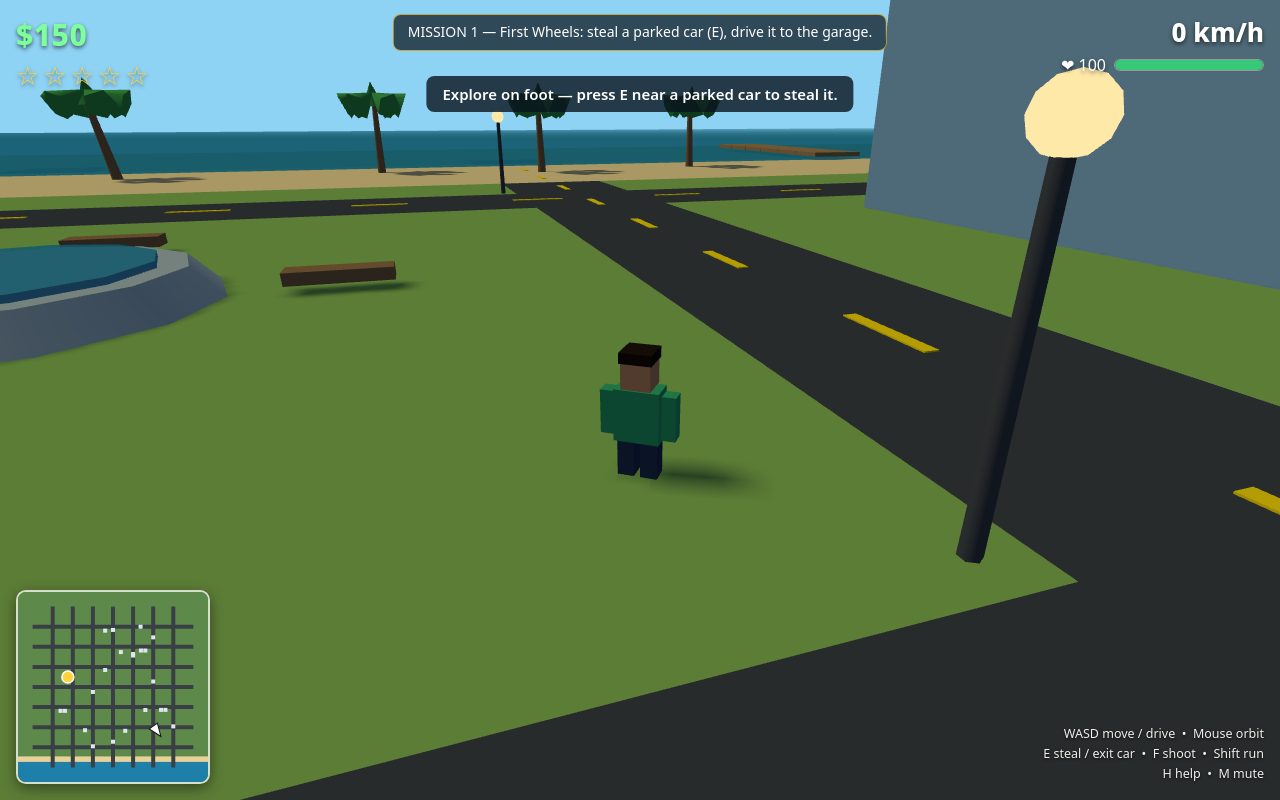 $150
MISSION 1 — First Wheels: steal a parked car (E), drive it to the garage.
0 km/h
❤ 100
Explore on foot — press E near a parked car to steal it.
WASD move / drive • Mouse orbit
E steal / exit car • F shoot • Shift run
H help • M mute